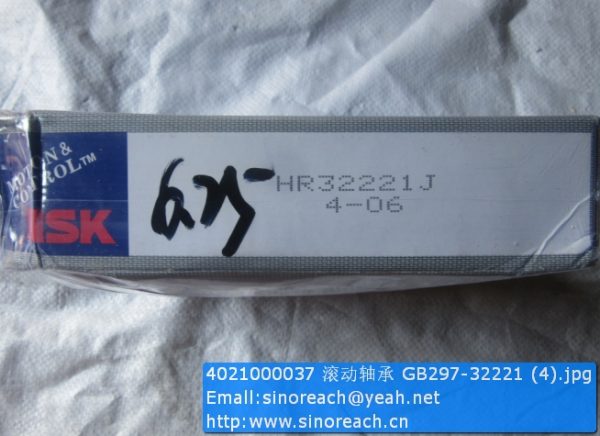 MOTION &
CONTROL™
NSK
HR32221J
4-06
4021000037 滚动轴承 GB297-32221 (4).jpg
Email:sinoreach@yeah.net
http:www.sinoreach.cn